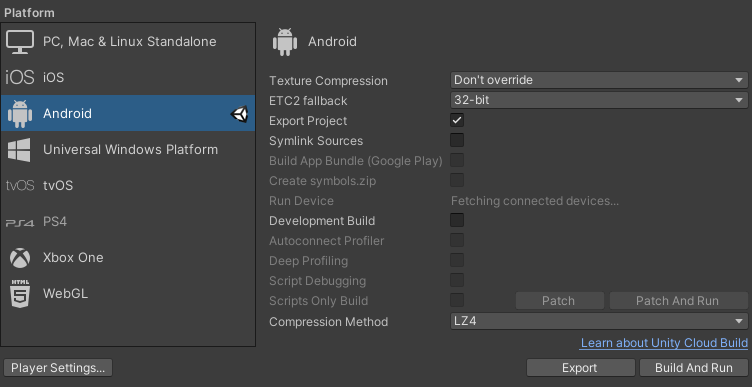 Platform
PC, Mac & Linux Standalone
iOS iOS
Android
Universal Windows Platform
tvOS tvOS
PS4 PS4
Xbox One
HTML 5 WebGL
Player Settings...
Android
Texture Compression Don't override
ETC2 fallback 32-bit
Export Project
Symlink Sources
Build App Bundle (Google Play)
Create symbols.zip
Run Device Fetching connected devices...
Development Build
Autoconnect Profiler
Deep Profiling
Script Debugging
Scripts Only Build Patch Patch And Run
Compression Method LZ4
Learn about Unity Cloud Build
Export Build And Run